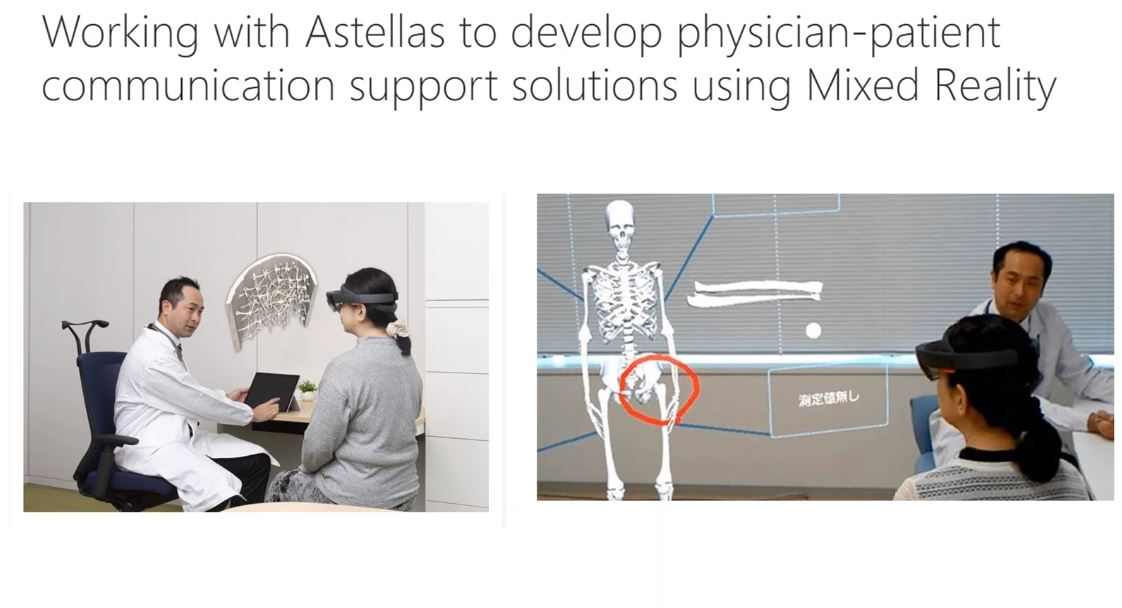 Working with Astellas to develop physician-patient
communication support solutions using Mixed Reality
測定値無し